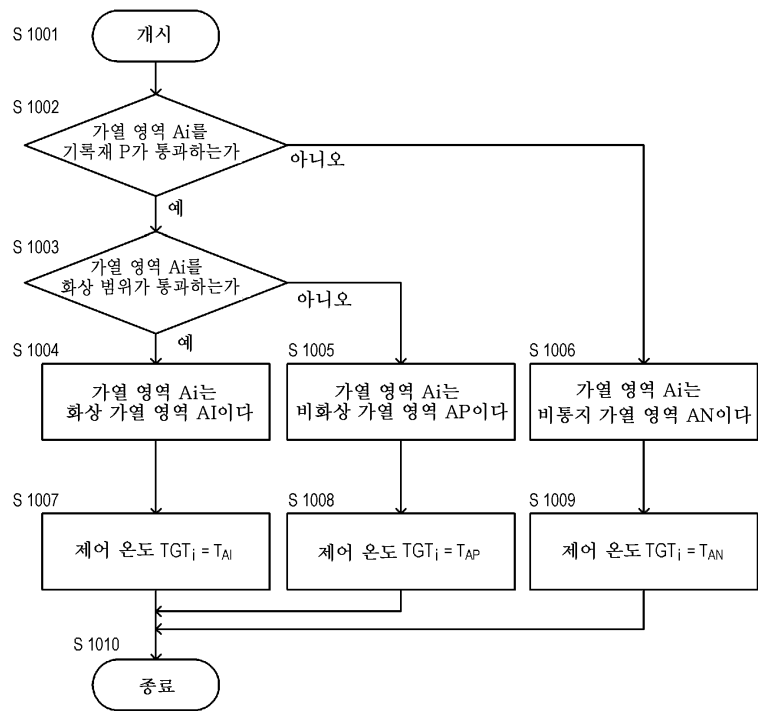 S 1001
개시
S 1002
가열 영역 Ai를
기록재 P가 통과하는가
아니오
예
S 1003
가열 영역 Ai를
화상 범위가 통과하는가
아니오
예
S 1004
가열 영역 Ai는
화상 가열 영역 AI이다
S 1005
가열 영역 Ai는
비화상 가열 영역 AP이다
S 1006
가열 영역 Ai는
비통지 가열 영역 AN이다
S 1007
제어 온도 TGTi = TAI
S 1008
제어 온도 TGTi = TAP
S 1009
제어 온도 TGTi = TAN
S 1010
종료